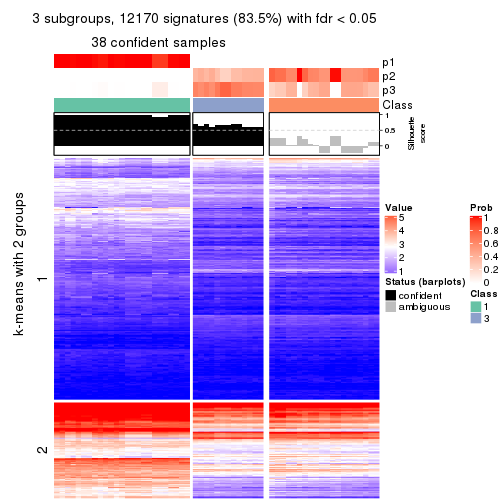 3 subgroups, 12170 signatures (83.5%) with fdr < 0.05
38 confident samples
p1
p2
p3
Class
1
0.5
0
Silhouette
score
k-means with 2 groups
1
2
Value
5
4
3
2
1
Status (barplots)
confident
ambiguous
Prob
1
0.8
0.6
0.4
0.2
0
Class
1
3